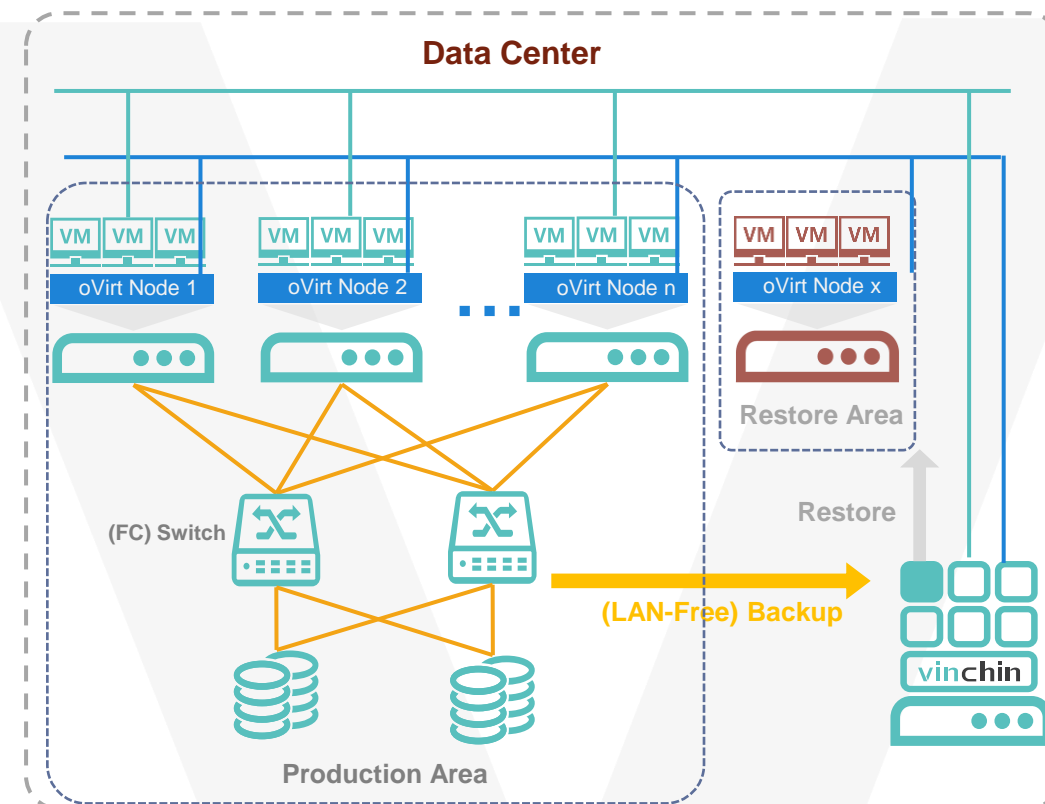 Data Center
VM VM VM
VM VM VM
VM VM VM
VM VM VM
oVirt Node 1
oVirt Node 2
...
oVirt Node n
oVirt Node x
Restore Area
(FC) Switch
Restore
(LAN-Free) Backup
vinchin
Production Area